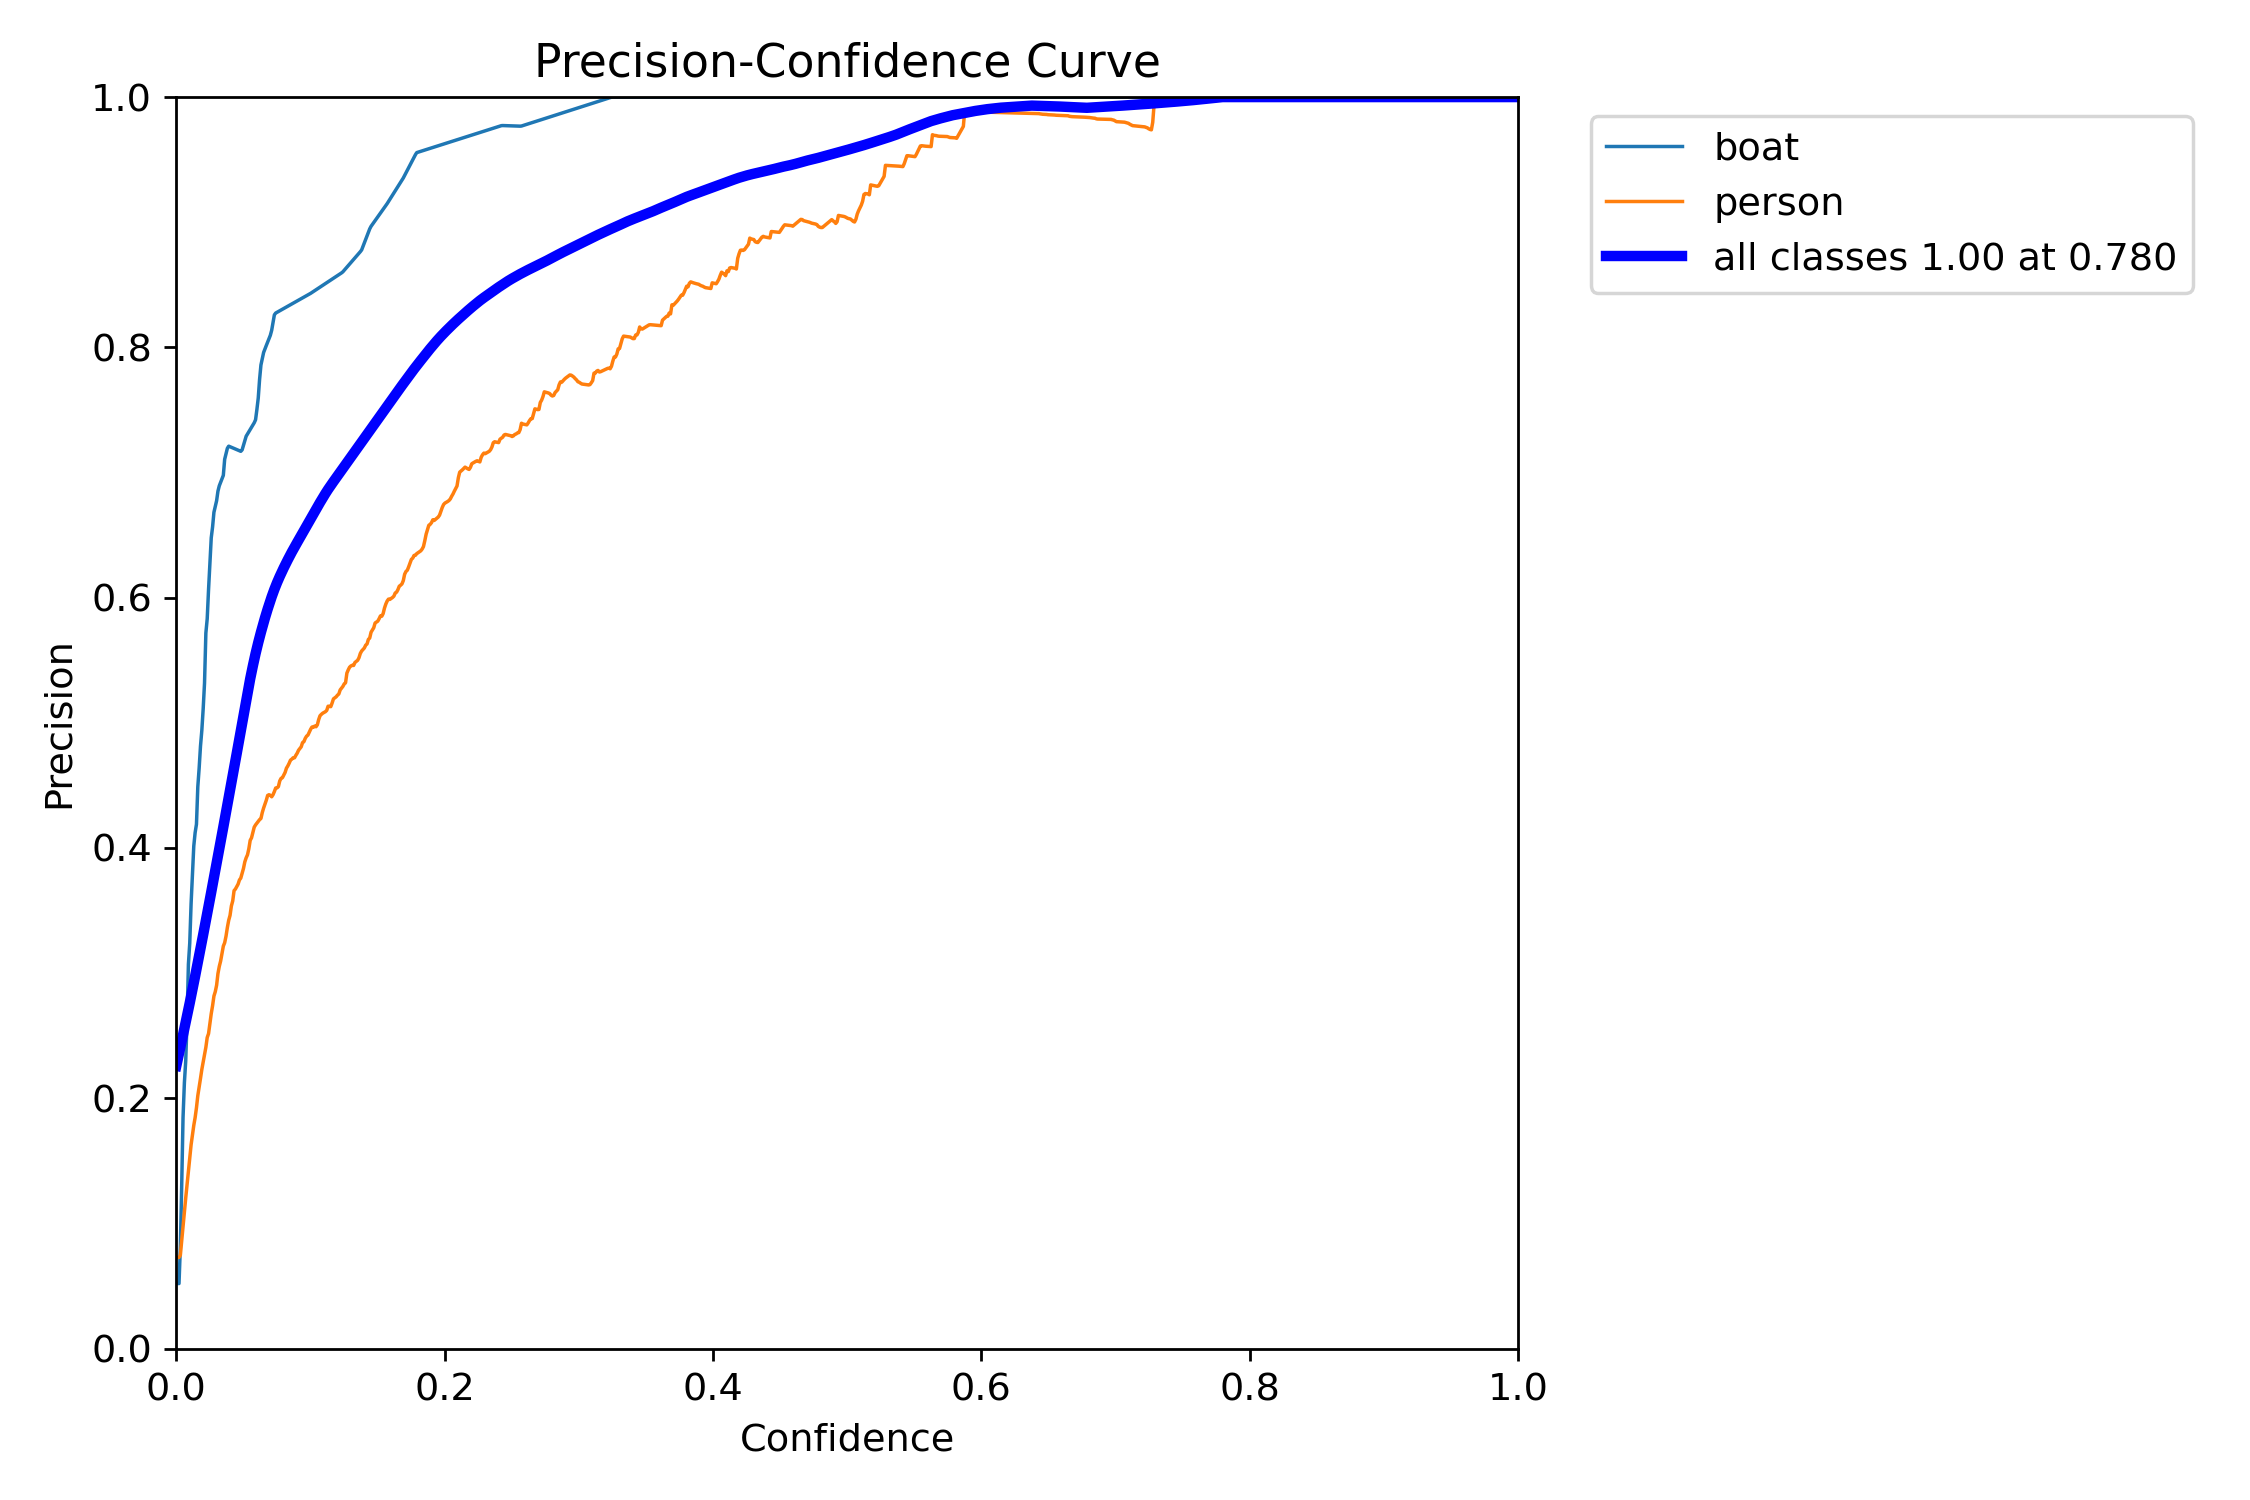 Precision-Confidence Curve
1.0
0.8
0.6
0.4
0.2
0.0
Precision
0.0 0.2 0.4 0.6 0.8 1.0
Confidence
boat
person
all classes 1.00 at 0.780